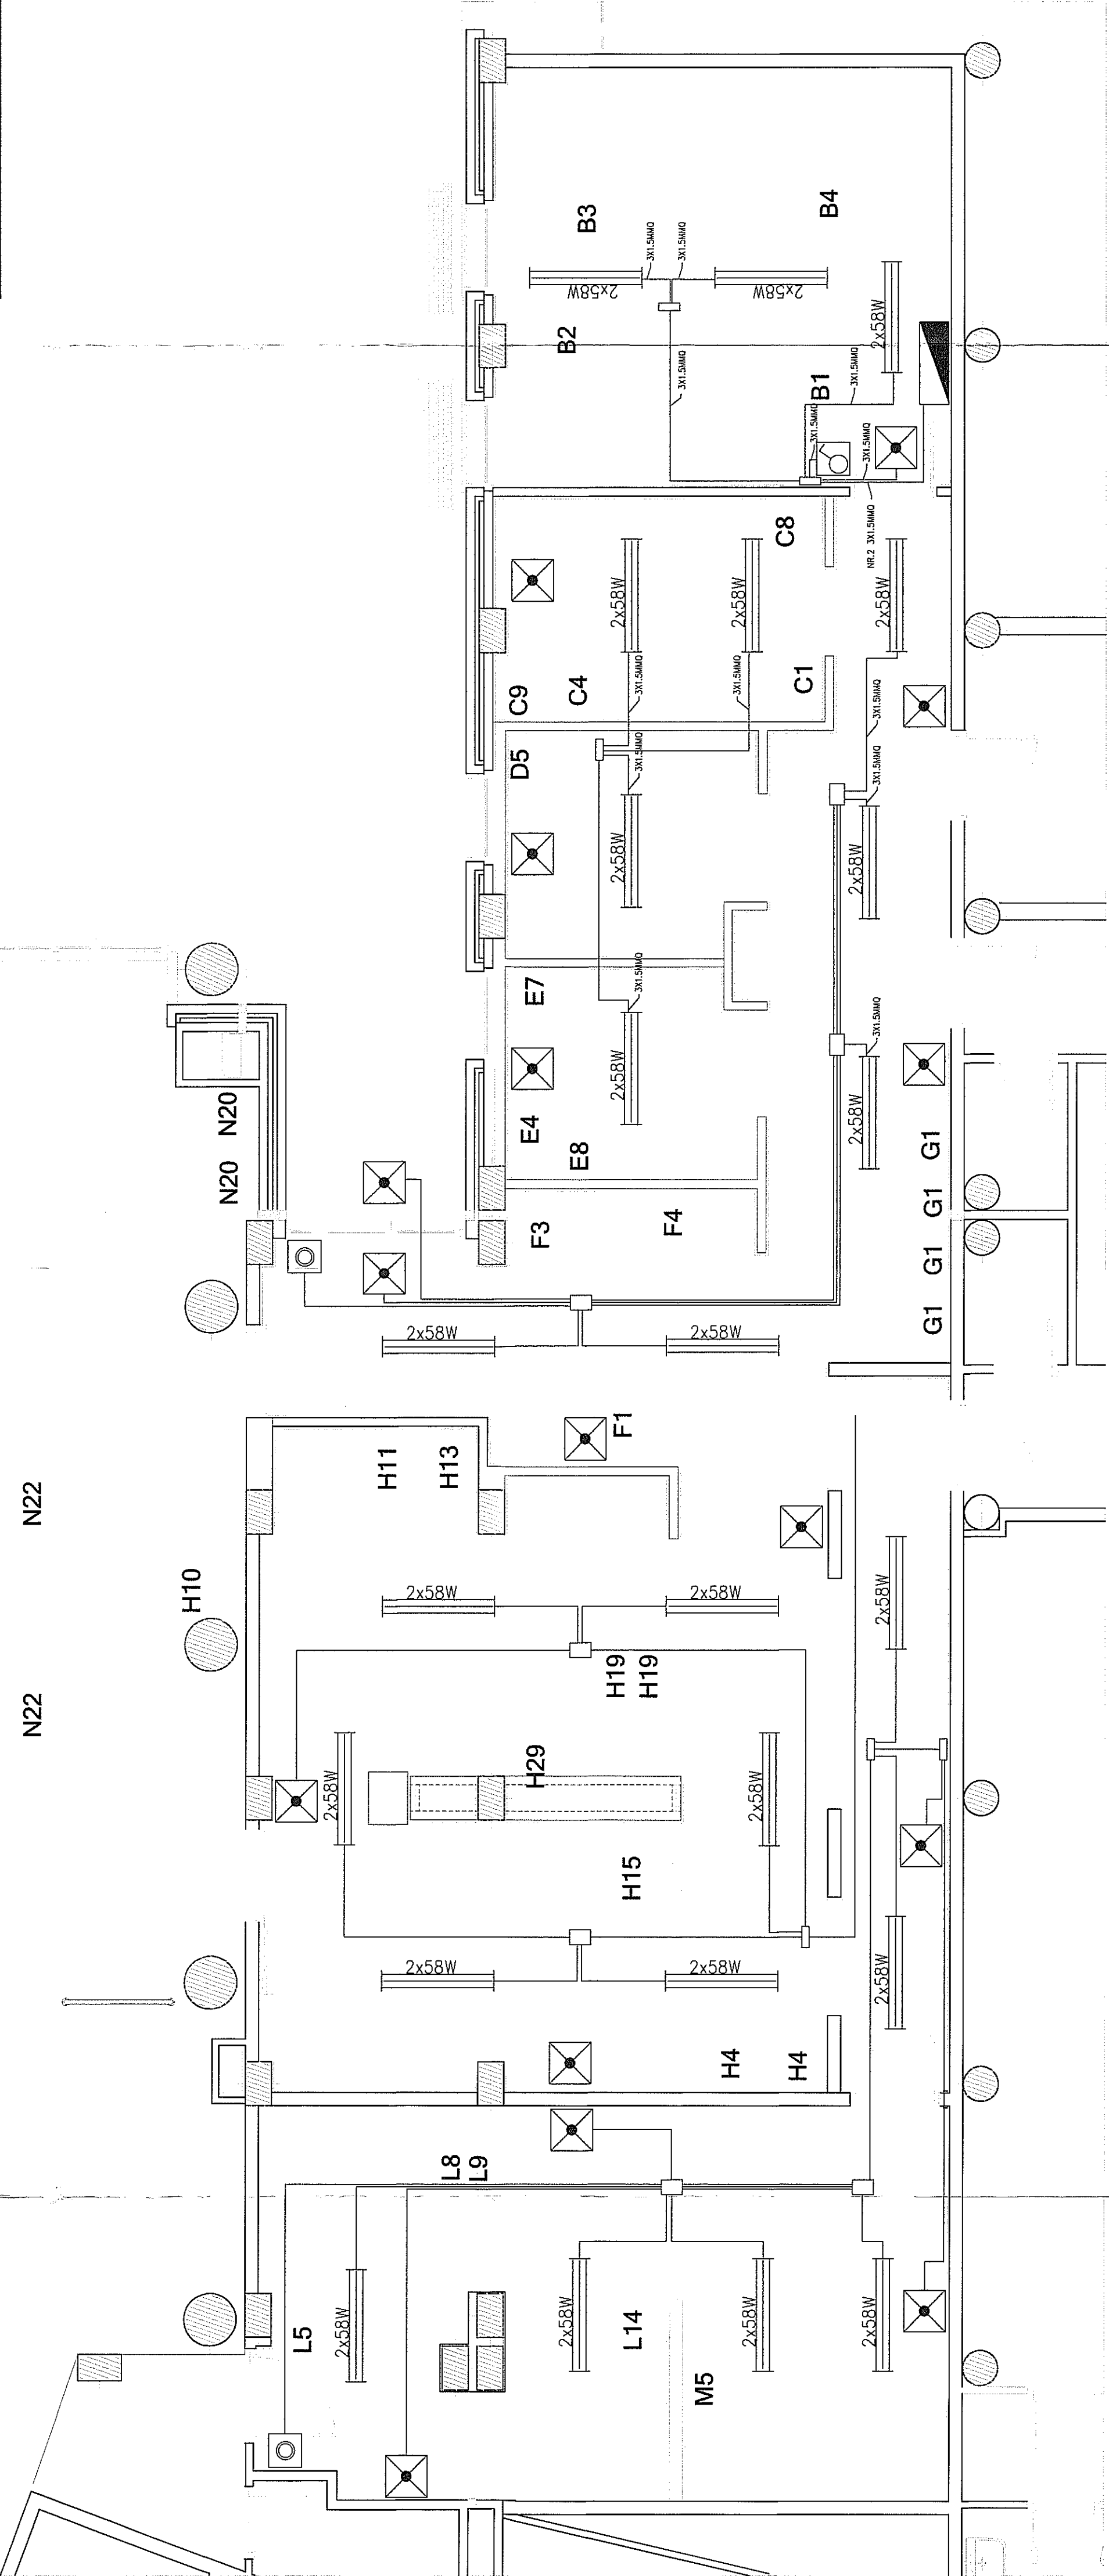 B3
B4
3X1.5MMQ
3X1.5MMQ
2x58W
2x58W
B2
2x58W
3X1.5MMQ
3X1.5MMQ
B1
3X1.5MMQ
3X1.5MMQ
NR.2 3X1.5MMQ
C8
2x58W
2x58W
2x58W
C9
C4
C1
3X1.5MMQ
3X1.5MMQ
3X1.5MMQ
D5
3X1.5MMQ
3X1.5MMQ
2x58W
2x58W
E7
3X1.5MMQ
3X1.5MMQ
2x58W
2x58W
N20
N20
E4
E8
G1
G1
G1
G1
F3
F4
2x58W
2x58W
F1
H11
H13
N22
H10
2x58W
2x58W
2x58W
H19
H19
N22
2x58W
H29
2x58W
H15
2x58W
2x58W
2x58W
H4
H4
L8
L9
L5
2x58W
2x58W
L14
2x58W
2x58W
M5